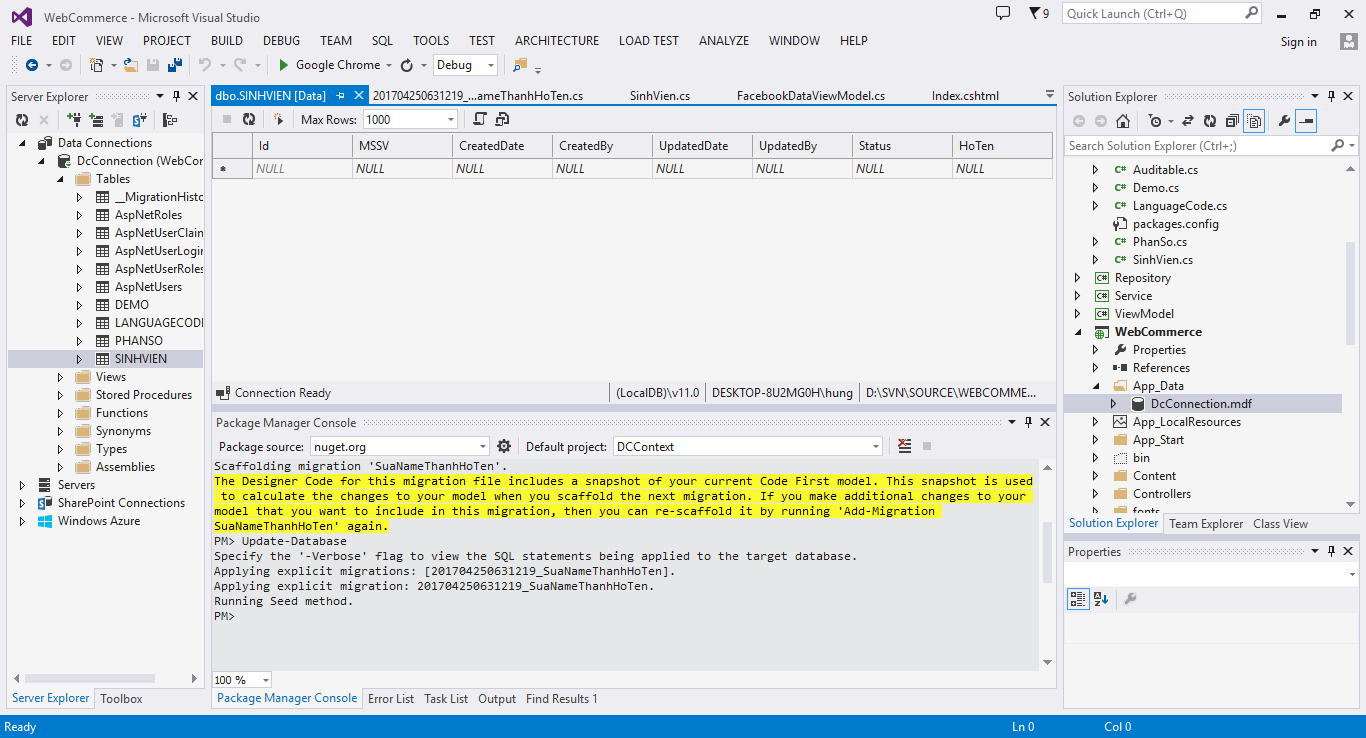 WebCommerce - Microsoft Visual Studio
9
Quick Launch (Ctrl+Q)
FILE EDIT VIEW PROJECT BUILD DEBUG TEAM SQL TOOLS TEST ARCHITECTURE LOAD TEST ANALYZE WINDOW HELP
Sign in
Google Chrome Debug
Server Explorer
Data Connections
DcConnection (WebCor
Tables
__MigrationHisto
AspNetRoles
AspNetUserClain
AspNetUserLogin
AspNetUserRoles
AspNetUsers
DEMO
LANGUAGECODE
PHANSO
SINHVIEN
Views
Stored Procedures
Functions
Synonyms
Types
Assemblies
Servers
SharePoint Connections
Windows Azure
Server Explorer Toolbox
dbo.SINHVIEN [Data] 201704250631219_...ameThanhHoTen.cs SinhVien.cs FacebookDataViewModel.cs Index.cshtml
Max Rows: 1000
Id MSSV CreatedDate CreatedBy UpdatedDate UpdatedBy Status HoTen
NULL NULL NULL NULL NULL NULL NULL NULL
Connection Ready (LocalDB)\v11.0 DESKTOP-8U2MG0H\hung D:\SVN\SOURCE\WEBCOMME...
Package Manager Console
Package source: nuget.org Default project: DCContext
Scaffolding migration 'SuaNameThanhHoTen'.
The Designer Code for this migration file includes a snapshot of your current Code First model. This snapshot is used
to calculate the changes to your model when you scaffold the next migration. If you make additional changes to your
model that you want to include in this migration, then you can re-scaffold it by running 'Add-Migration
SuaNameThanhHoTen' again.
PM> Update-Database
Specify the '-Verbose' flag to view the SQL statements being applied to the target database.
Applying explicit migrations: [201704250631219_SuaNameThanhHoTen].
Applying explicit migration: 201704250631219_SuaNameThanhHoTen.
Running Seed method.
PM>
100 %
Package Manager Console Error List Task List Output Find Results 1
Solution Explorer
Search Solution Explorer (Ctrl+;)
C# Auditable.cs
C# Demo.cs
C# LanguageCode.cs
packages.config
C# PhanSo.cs
C# SinhVien.cs
C# Repository
C# Service
C# ViewModel
WebCommerce
Properties
References
App_Data
DcConnection.mdf
App_LocalResources
App_Start
bin
Content
Controllers
fonts
Solution Explorer Team Explorer Class View
Properties
Ready Ln 0 Col 0